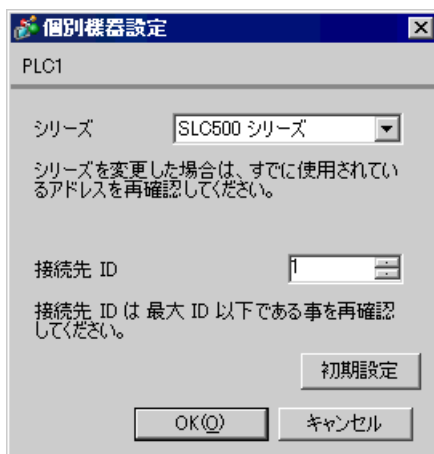 個別機器設定
PLC1
シリーズ
SLC500 シリーズ
シリーズを変更した場合は、すでに使用されてい
るアドレスを再確認してください。
接続先 ID
1
接続先 ID は 最大 ID 以下である事を再確認
してください。
初期設定
OK(O)
キャンセル